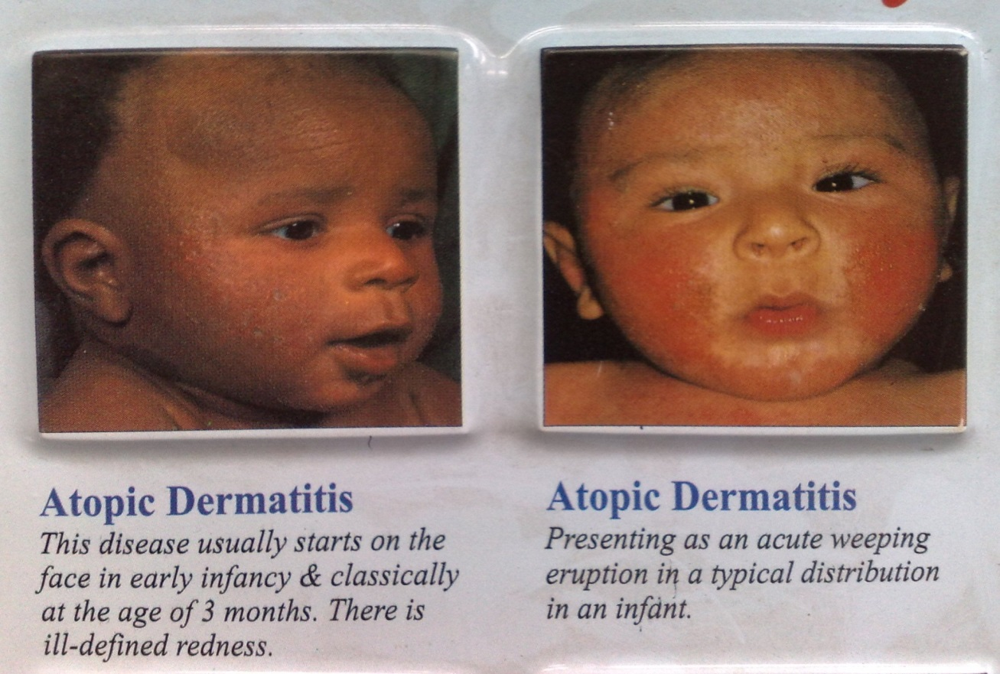 Atopic Dermatitis
This disease usually starts on the
face in early infancy & classically
at the age of 3 months. There is
ill-defined redness.
Atopic Dermatitis
Presenting as an acute weeping
eruption in a typical distribution
in an infant.